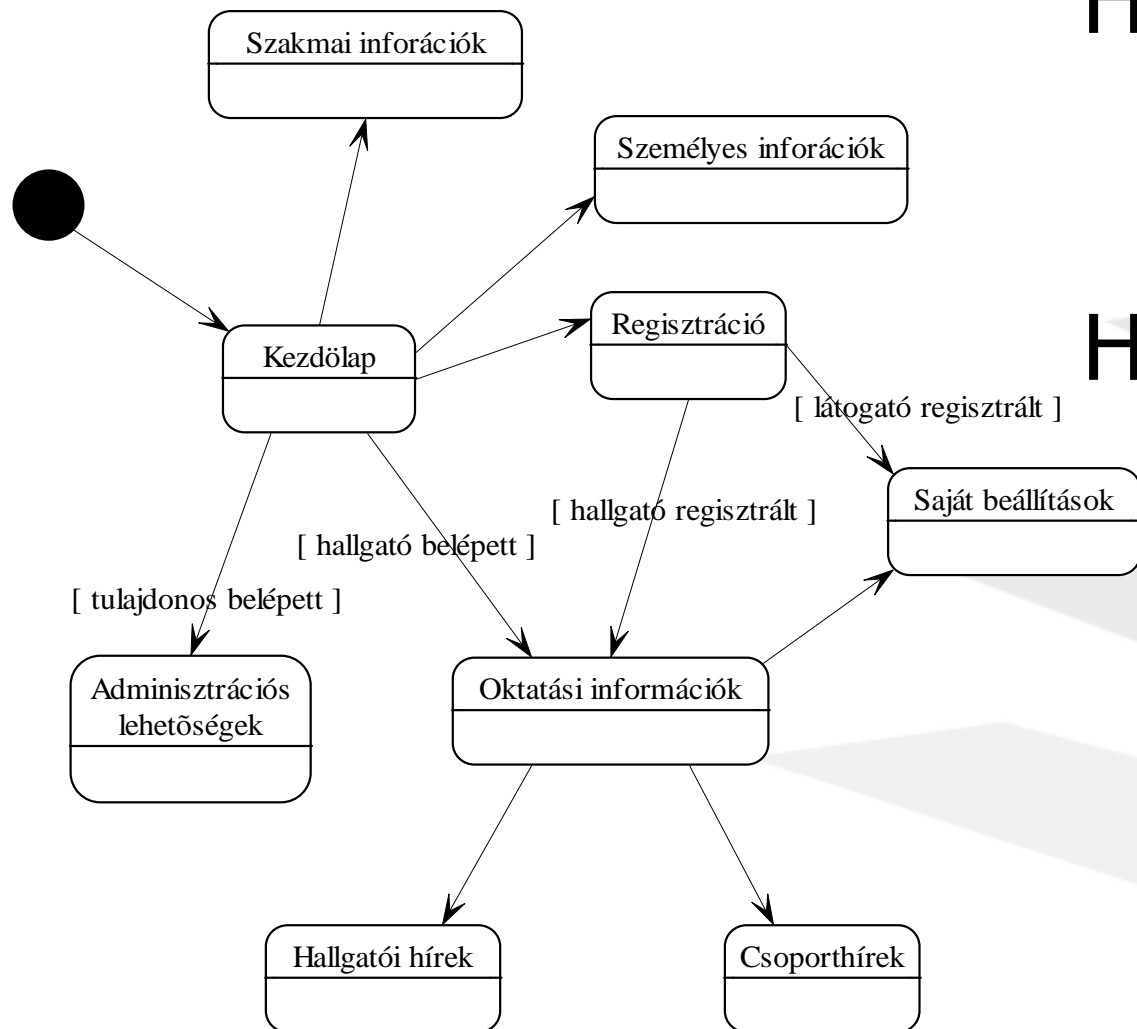 H
Szakmai inforációk
Személyes inforációk
Regisztráció
Kezdölap
H
[ látogató regisztrált ]
Saját beállítások
[ hallgató regisztrált ]
[ hallgató belépett ]
[ tulajdonos belépett ]
Adminisztrációs
lehetõségek
Oktatási információk
Hallgatói hírek
Csoporthírek